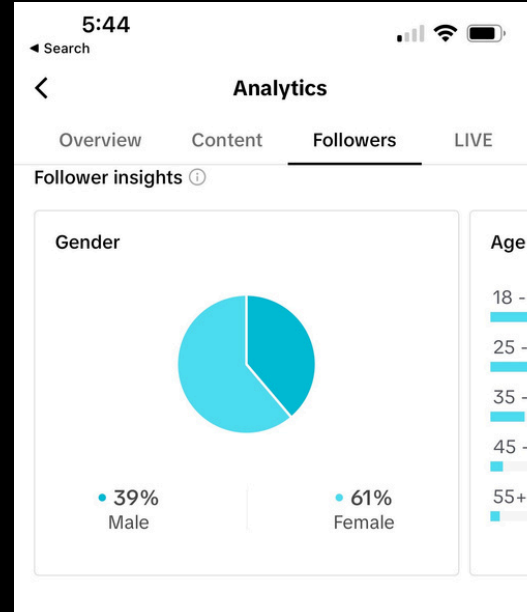 5:44
◀ Search
Analytics
Overview Content Followers LIVE
Follower insights
Gender
39%
Male
61%
Female
Age
18 -
25 -
35 -
45 -
55+